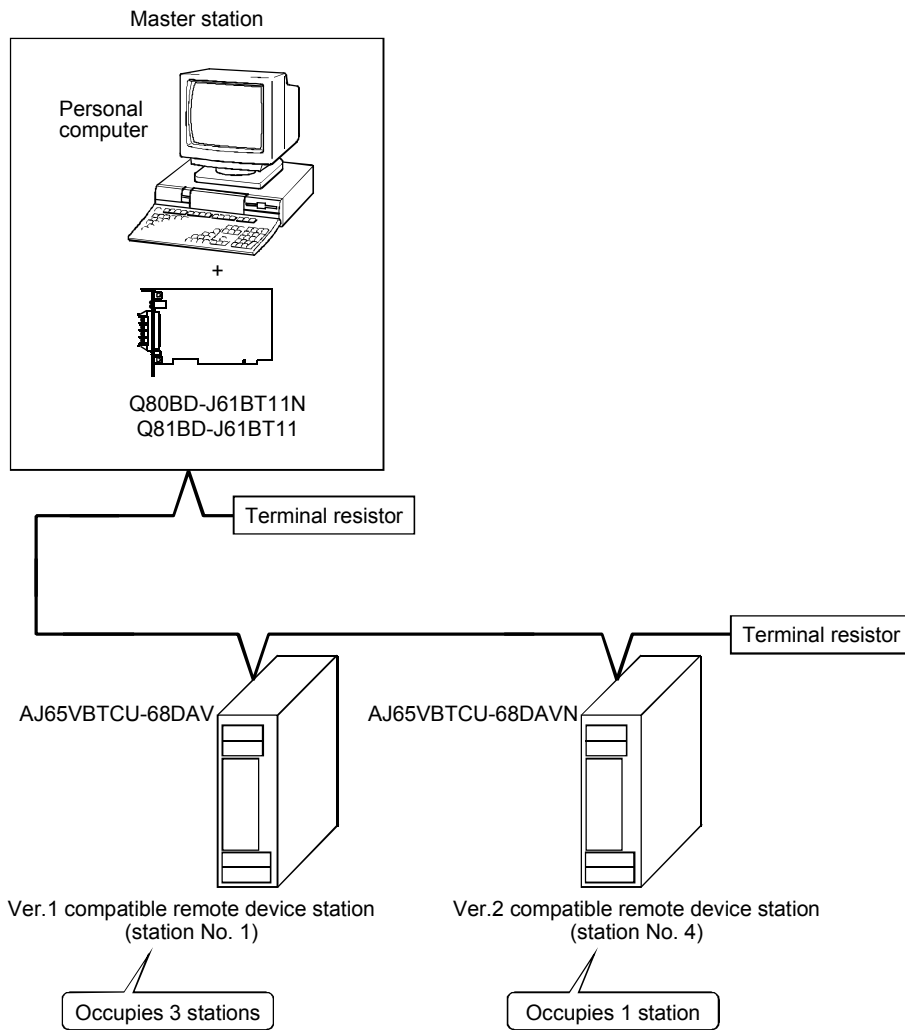 Master station
Personal
computer
+
Q80BD-J61BT11N
Q81BD-J61BT11
Terminal resistor
Terminal resistor
AJ65VBTCU-68DAV
AJ65VBTCU-68DAVN
Ver.1 compatible remote device station
(station No. 1)
Ver.2 compatible remote device station
(station No. 4)
Occupies 3 stations
Occupies 1 station